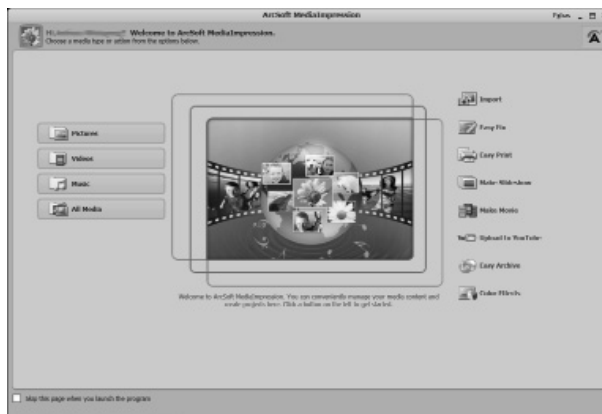 ArcSoft MediaImpression
Welcome to ArcSoft MediaImpression.
Choose a media type or action from the options below.
Pictures
Videos
Music
All Media
Import
Easy Fix
Easy Print
Make Slideshow
Make Movie
Upload to YouTube
Easy Archive
Color Effects
Welcome to ArcSoft MediaImpression. You can conveniently manage your media content and
create projects here. Click a button on the left to get started.
Skip this page when you launch the program